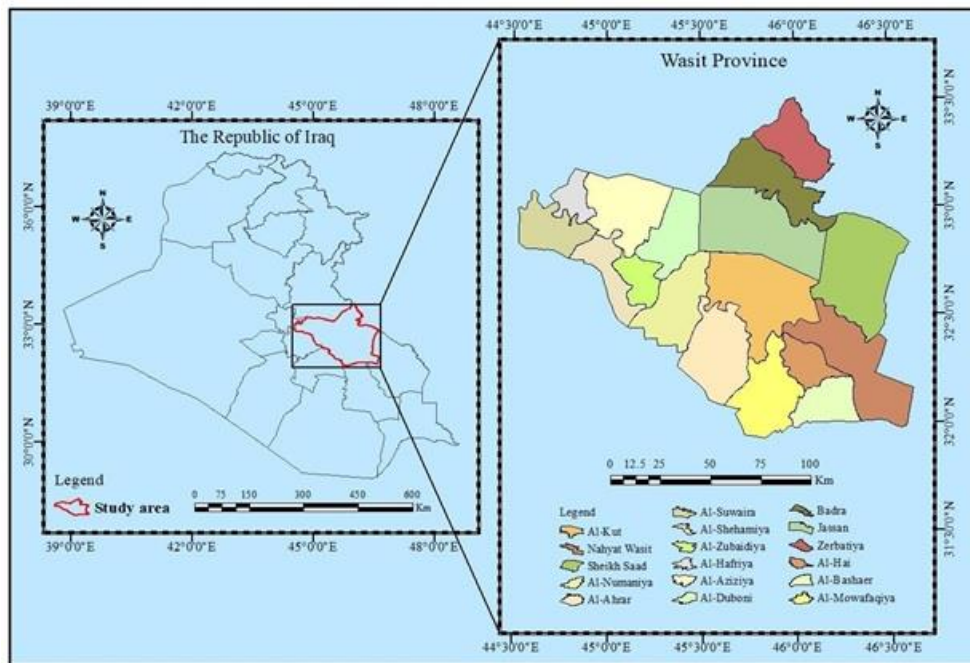 39°0'0"E 42°0'0"E 45°0'0"E 48°0'0"E
The Republic of Iraq
N
W E
S
36°0'0"N
33°0'0"N
30°0'0"N
36°0'0"N
33°0'0"N
30°0'0"N
Legend
Study area
0 75 150 300 450 600
Km
39°0'0"E 42°0'0"E 45°0'0"E 48°0'0"E
44°30'0"E 45°0'0"E 45°30'0"E 46°0'0"E 46°30'0"E
Wasit Province
N
W E
S
33°30'0"N
33°0'0"N
32°30'0"N
32°0'0"N
31°30'0"N
0 12.5 25 50 75 100
Km
Legend
Al-Kut
Nahyat Wasit
Sheikh Saad
Al-Numaniya
Al-Ahrar
Al-Suwaira
Al-Shehamiya
Al-Zubaidiya
Al-Hafriya
Al-Aziziya
Al-Duboni
Badra
Jassan
Zerbatiya
Al-Hai
Al-Bashaer
Al-Mowafaqiya
44°30'0"E 45°0'0"E 45°30'0"E 46°0'0"E 46°30'0"E